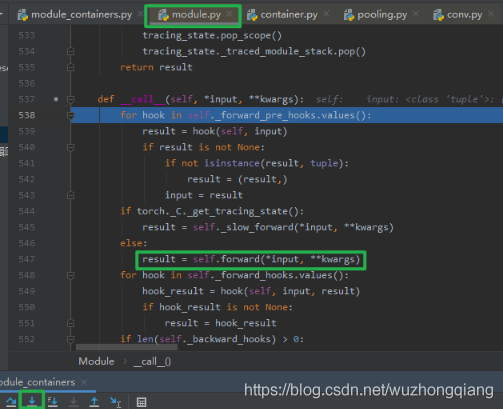 module_containers.py
module.py
container.py
pooling.py
conv.py
533 tracing_state.pop_scope()
534 tracing_state._traced_module_stack.pop()
535 return result
536
537 def __call__(self, *input, **kwargs): self: input: <class 'tuple'>:
538 for hook in self._forward_pre_hooks.values():
539 result = hook(self, input)
540 if result is not None:
541 if not isinstance(result, tuple):
542 result = (result,)
543 input = result
544 if torch._C._get_tracing_state():
545 result = self._slow_forward(*input, **kwargs)
546 else:
547 result = self.forward(*input, **kwargs)
548 for hook in self._forward_hooks.values():
549 hook_result = hook(self, input, result)
550 if hook_result is not None:
551 result = hook_result
552 if len(self._backward_hooks) > 0:
Module › __call__()
odule_containers
https://blog.csdn.net/wuzhongqiang